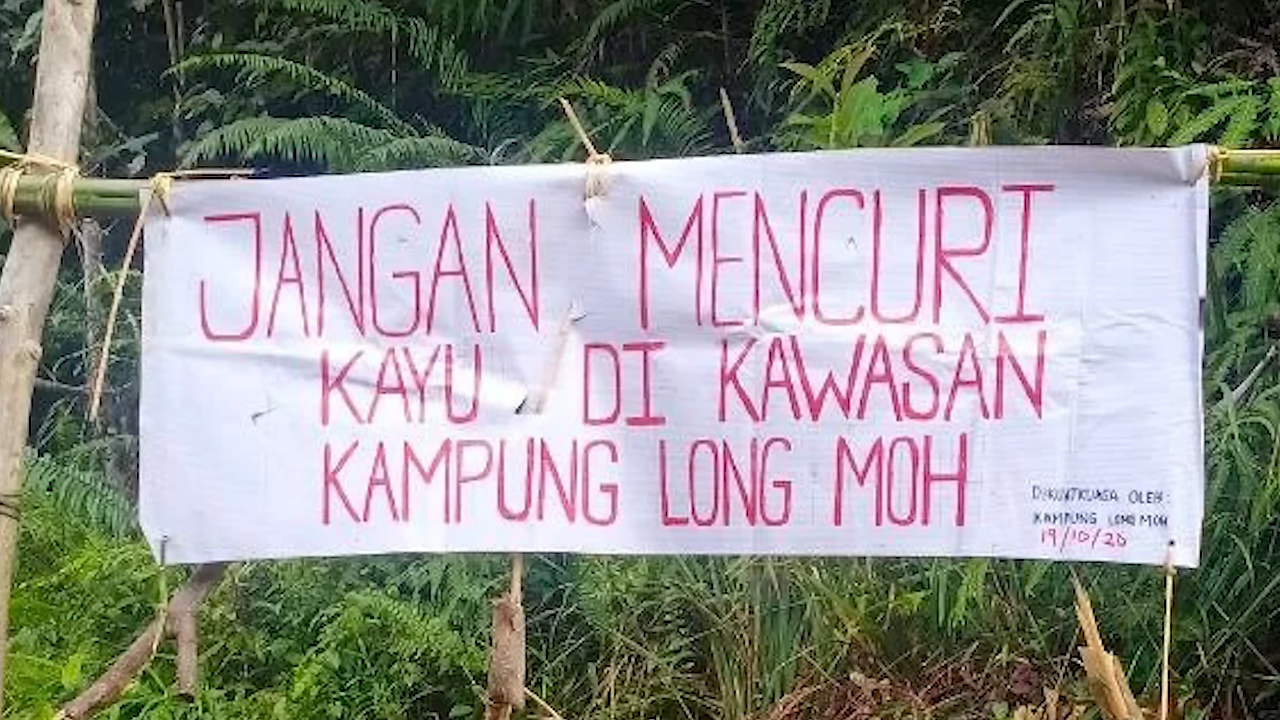 JANGAN MENCURI
KAYU DI KAWASAN
KAMPUNG LONG MOH
DIKUATKUASA OLEH:
KAMPUNG LONG MOH
19/10/20